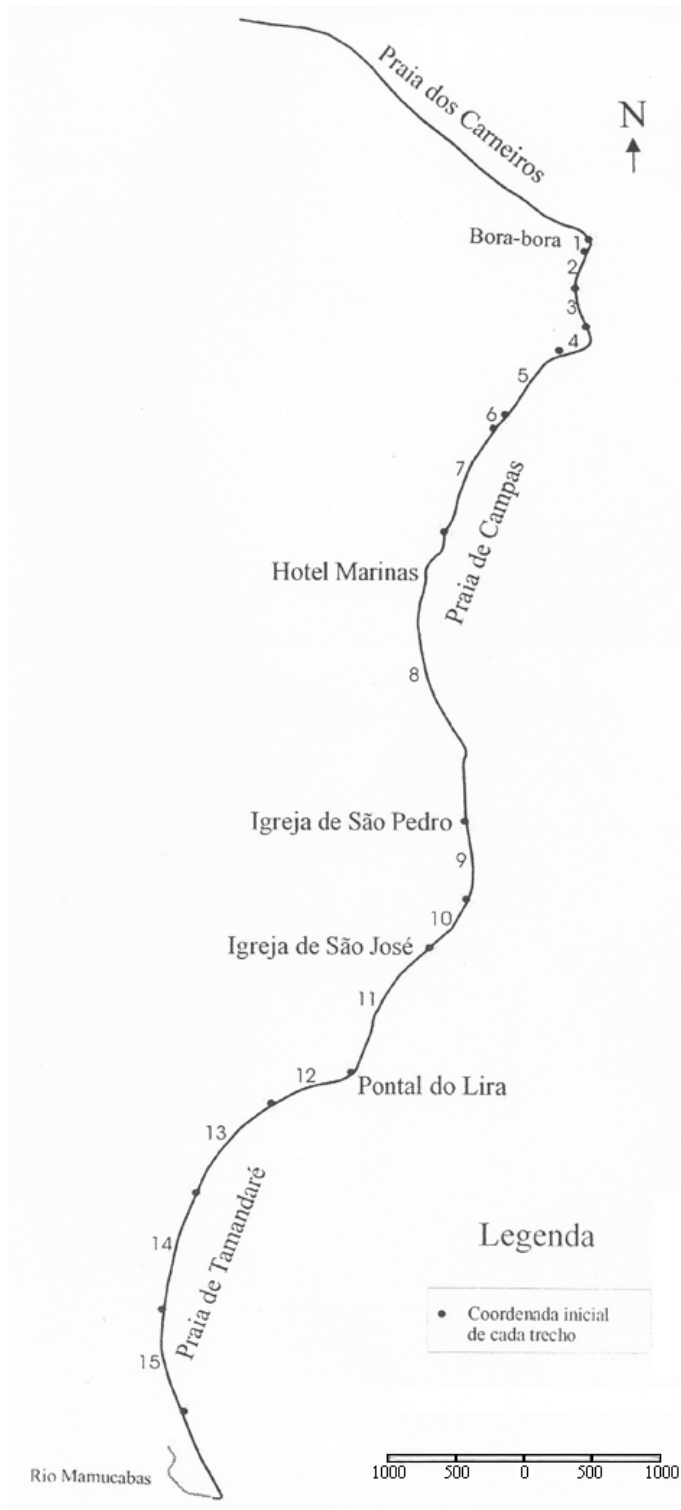 Praia dos Carneiros
N
Bora-bora
1
2
3
4
5
6
7
Praia de Campas
Hotel Marinas
8
Igreja de São Pedro
9
10
Igreja de São José
11
12
Pontal do Lira
13
Praia de Tamandaré
14
Legenda
Coordenada inicial
de cada trecho
15
1000 500 0 500 1000
Rio Mamucabas